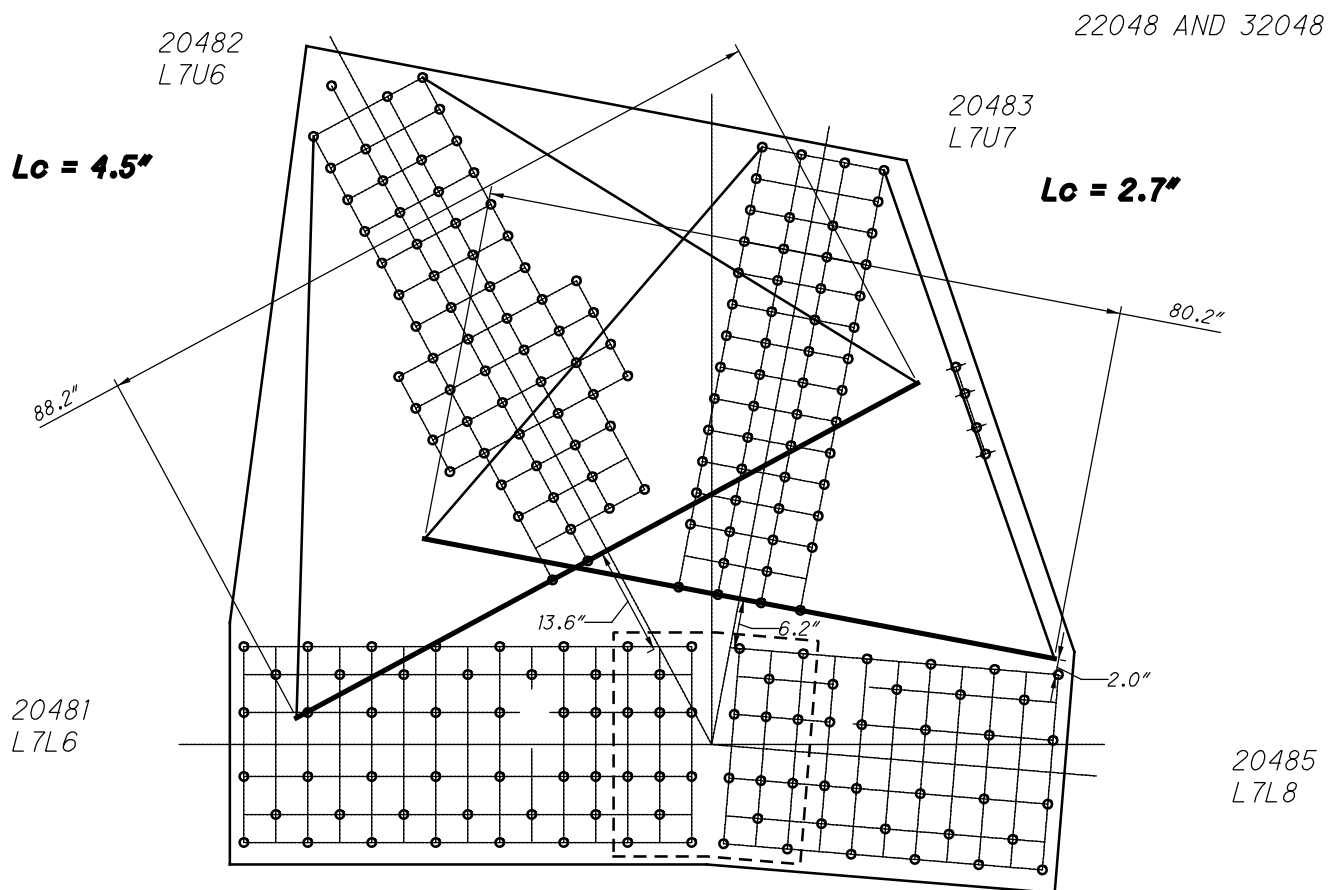 22048 AND 32048
20482
L7U6
20483
L7U7
Lc = 4.5"
Lc = 2.7"
80.2"
88.2"
13.6"
6.2"
2.0"
20481
L7L6
20485
L7L8